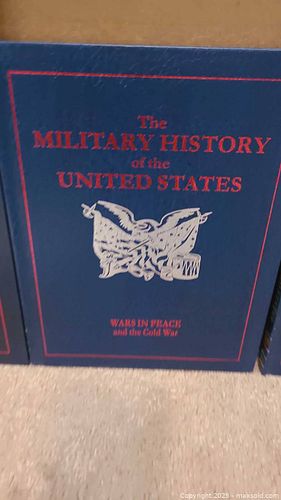 The
MILITARY HISTORY
of the
UNITED STATES
WARS IN PEACE
and the Cold War
Copyright 2025 - maxsold.com